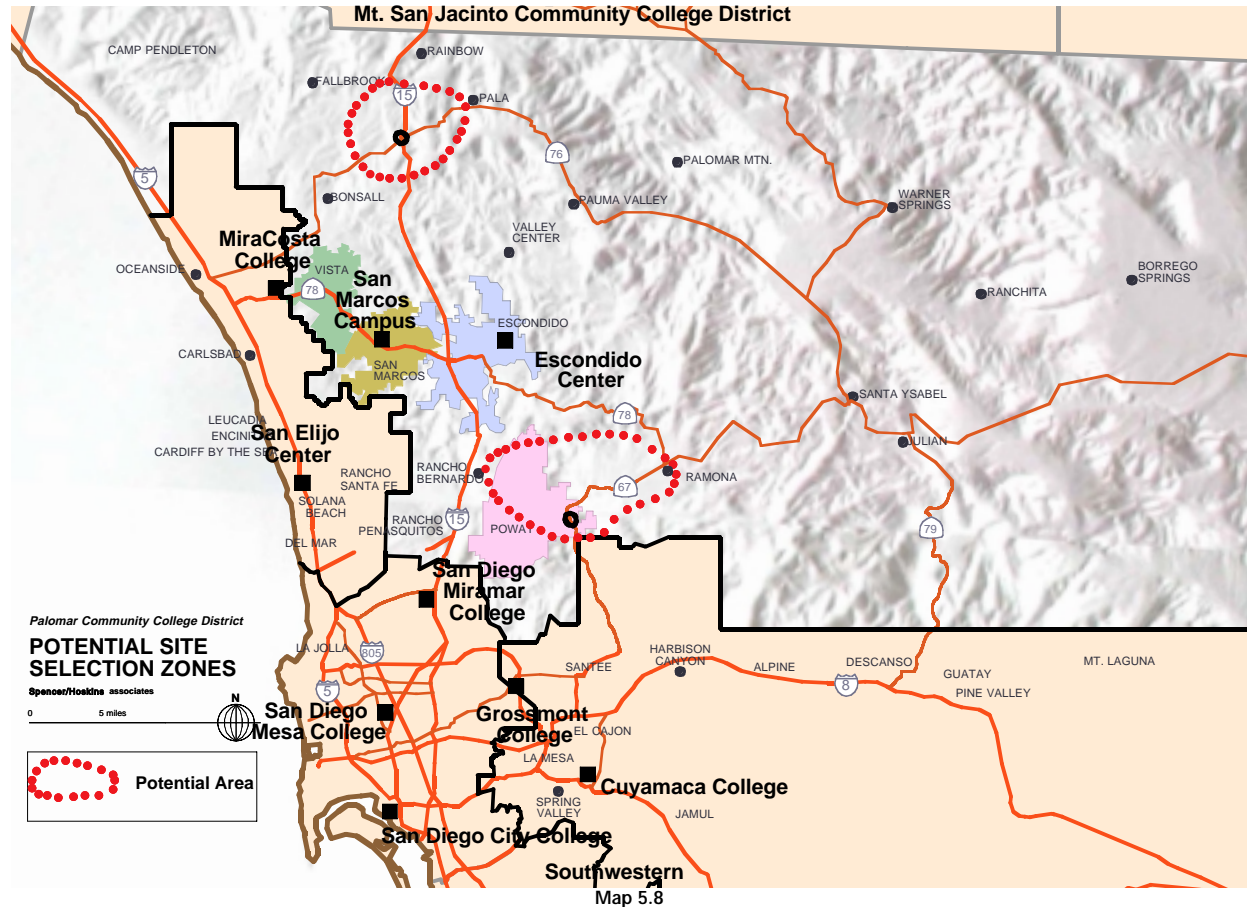 Mt. San Jacinto Community College District
CAMP PENDLETON
RAINBOW
FALLBROOK
15
PALA
76
PALOMAR MTN.
5
BONSALL
PAUMA VALLEY
WARNER
SPRINGS
VALLEY
CENTER
MiraCosta
College
OCEANSIDE
VISTA
78
San
Marcos
Campus
BORREGO
SPRINGS
RANCHITA
ESCONDIDO
CARLSBAD
SAN
MARCOS
Escondido
Center
SANTA YSABEL
LEUCADIA
ENCINI
CARDIFF BY THE SE
San Elijo
Center
78
JULIAN
RANCHO
SANTA FE
RANCHO
BERNARDO
RAMONA
67
SOLANA
BEACH
RANCHO
PENASQUITOS
15
POWAY
79
DEL MAR
San Diego
Miramar
College
Palomar Community College District
POTENTIAL SITE
SELECTION ZONES
Spencer/Hoskins associates
0 5 miles
N
LA JOLLA
805
5
SANTEE
HARBISON
CANYON
ALPINE
DESCANSO
8
GUATAY
PINE VALLEY
MT. LAGUNA
San Diego
Mesa College
Grossmont
College
EL CAJON
LA MESA
Potential Area
Cuyamaca College
SPRING
VALLEY
JAMUL
San Diego City College
Southwestern
Map 5.8